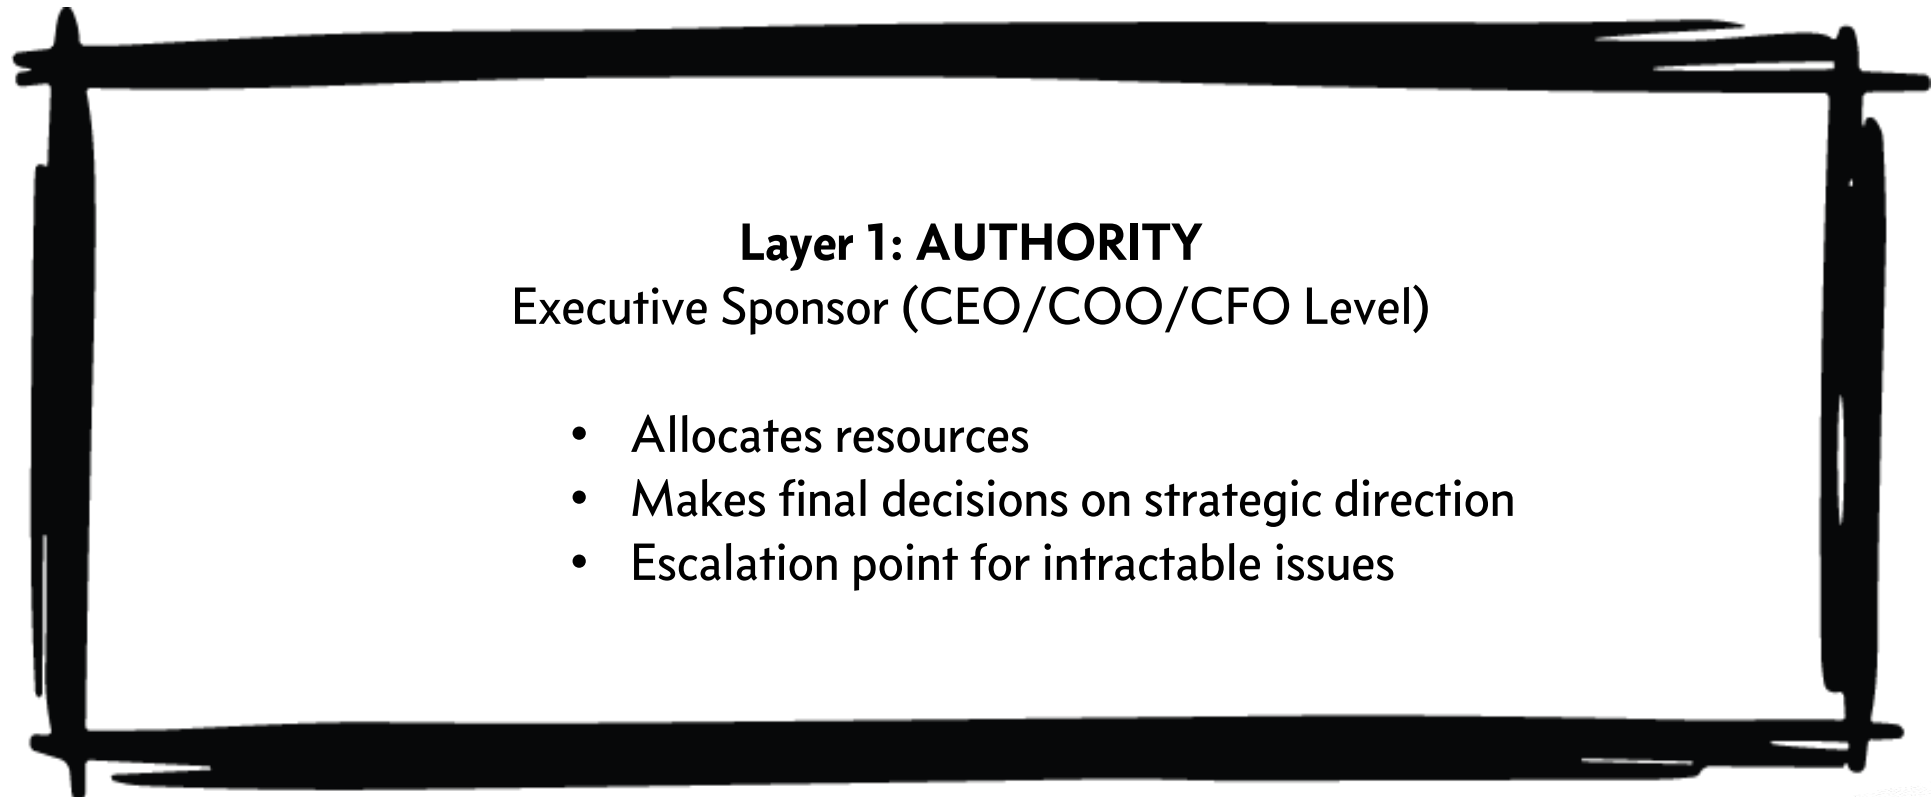 Layer 1: AUTHORITY
Executive Sponsor (CEO/COO/CFO Level)
• Allocates resources
• Makes final decisions on strategic direction
• Escalation point for intractable issues